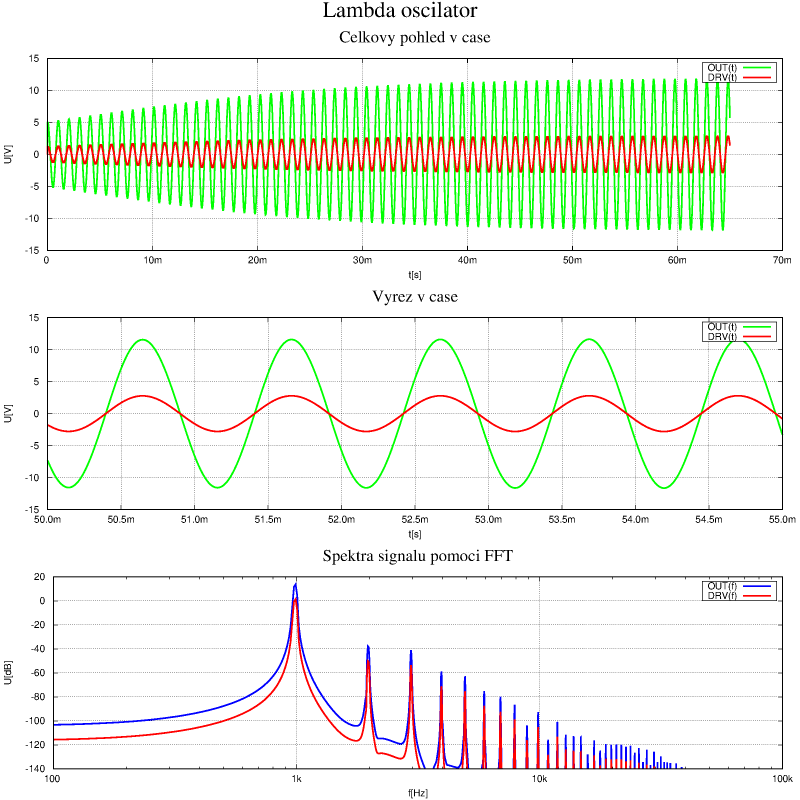 Lambda oscilator
Celkovy pohled v case
15
10
5
0
-5
-10
-15
U[V]
OUT(t)
DRV(t)
0 10m 20m 30m 40m 50m 60m 70m
t[s]
Vyrez v case
15
10
5
0
-5
-10
-15
U[V]
OUT(t)
DRV(t)
50.0m 50.5m 51.0m 51.5m 52.0m 52.5m 53.0m 53.5m 54.0m 54.5m 55.0m
t[s]
Spektra signalu pomoci FFT
20
0
-20
-40
-60
-80
-100
-120
-140
U[dB]
OUT(f)
DRV(f)
100 1k 10k 100k
f[Hz]